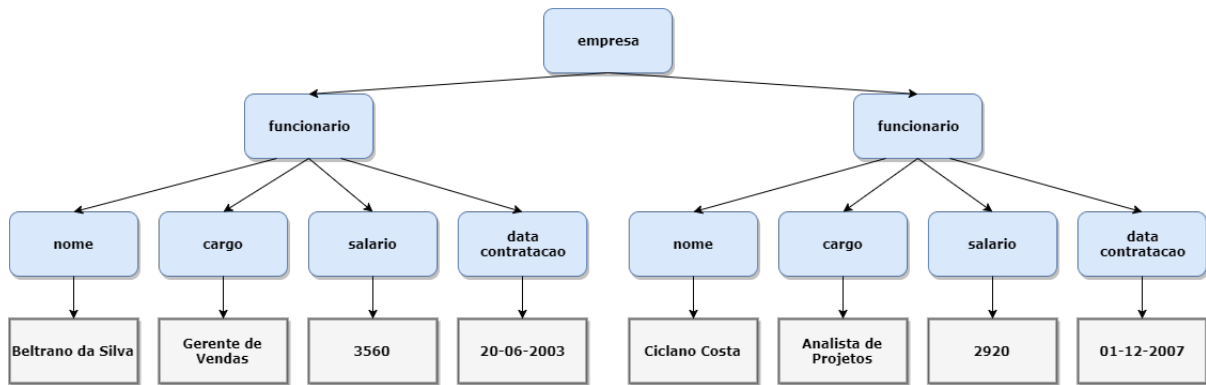 empresa
funcionario
funcionario
nome
cargo
salario
data
contratacao
nome
cargo
salario
data
contratacao
Beltrano da Silva
Gerente de
Vendas
3560
20-06-2003
Ciclano Costa
Analista de
Projetos
2920
01-12-2007